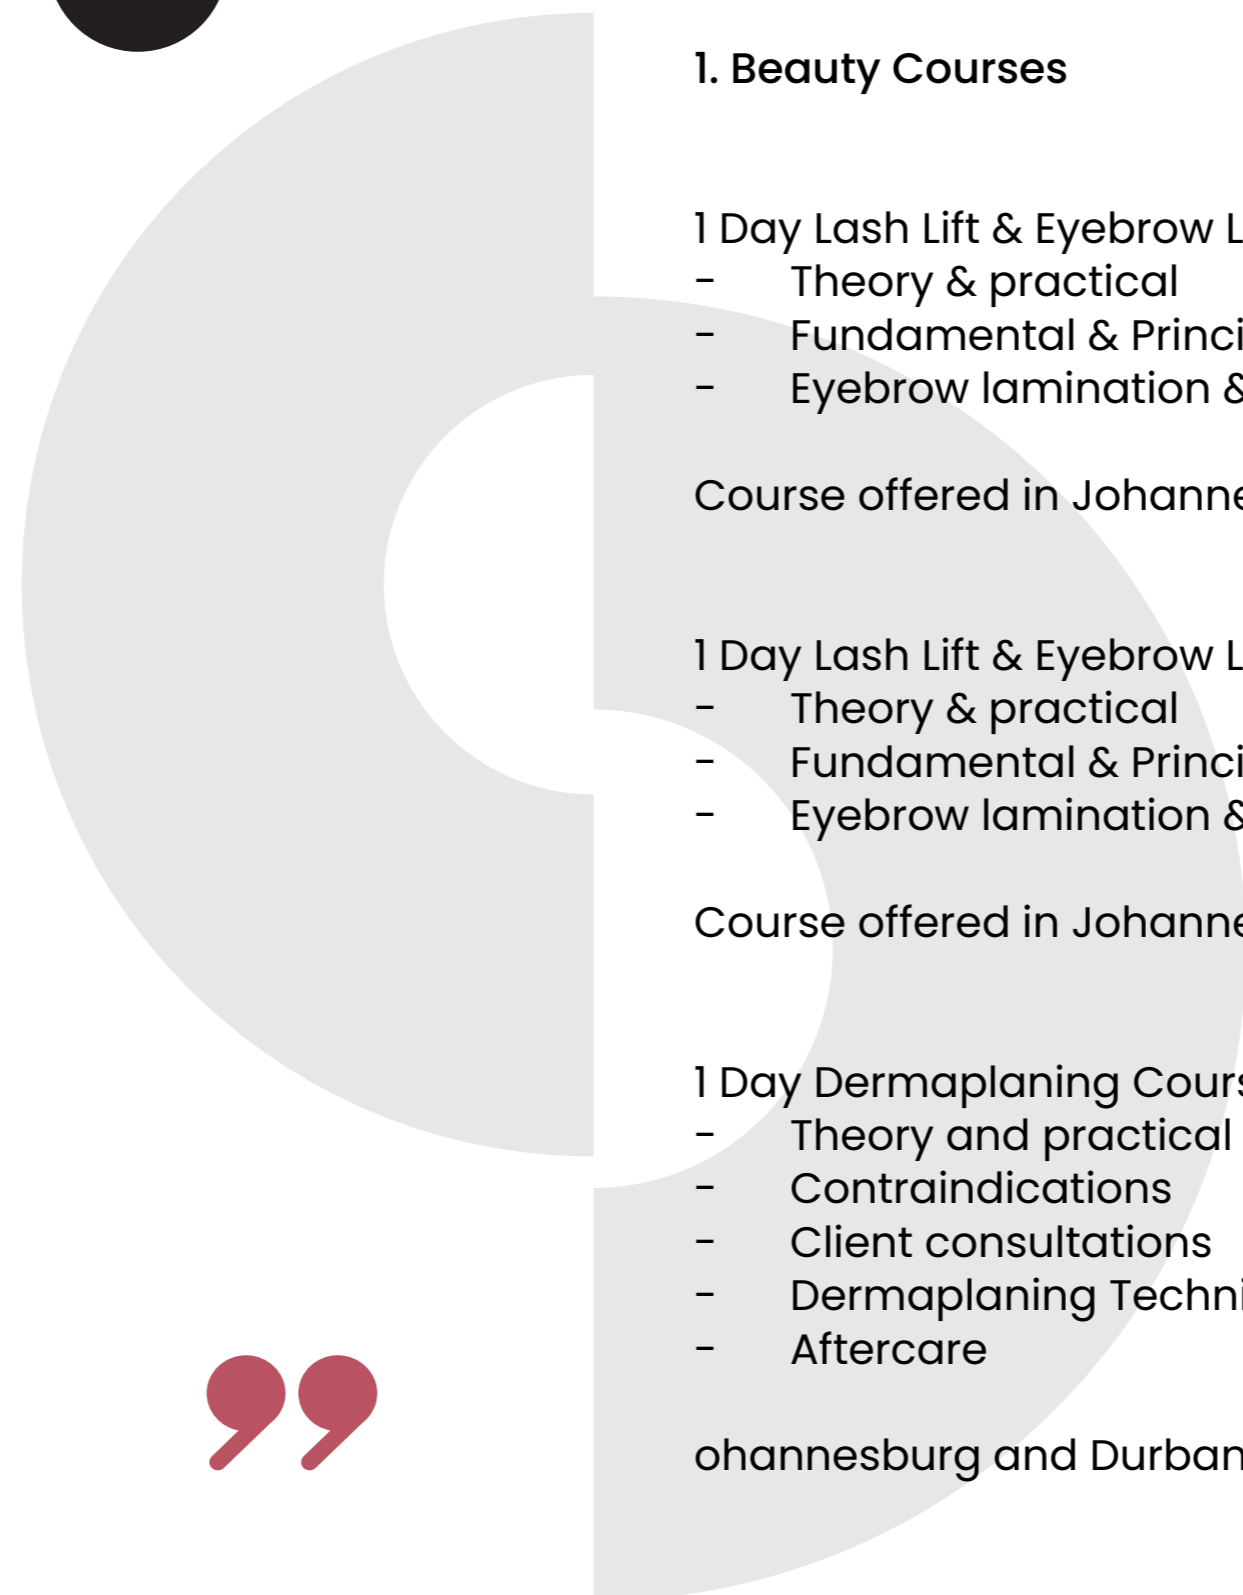 1. Beauty Courses
1 Day Lash Lift & Eyebrow L
- Theory & practical
- Fundamental & Princi
- Eyebrow lamination &
Course offered in Johanne
1 Day Lash Lift & Eyebrow L
- Theory & practical
- Fundamental & Princi
- Eyebrow lamination &
Course offered in Johanne
1 Day Dermaplaning Cours
- Theory and practical
- Contraindications
- Client consultations
- Dermaplaning Techni
- Aftercare
ohannesburg and Durban